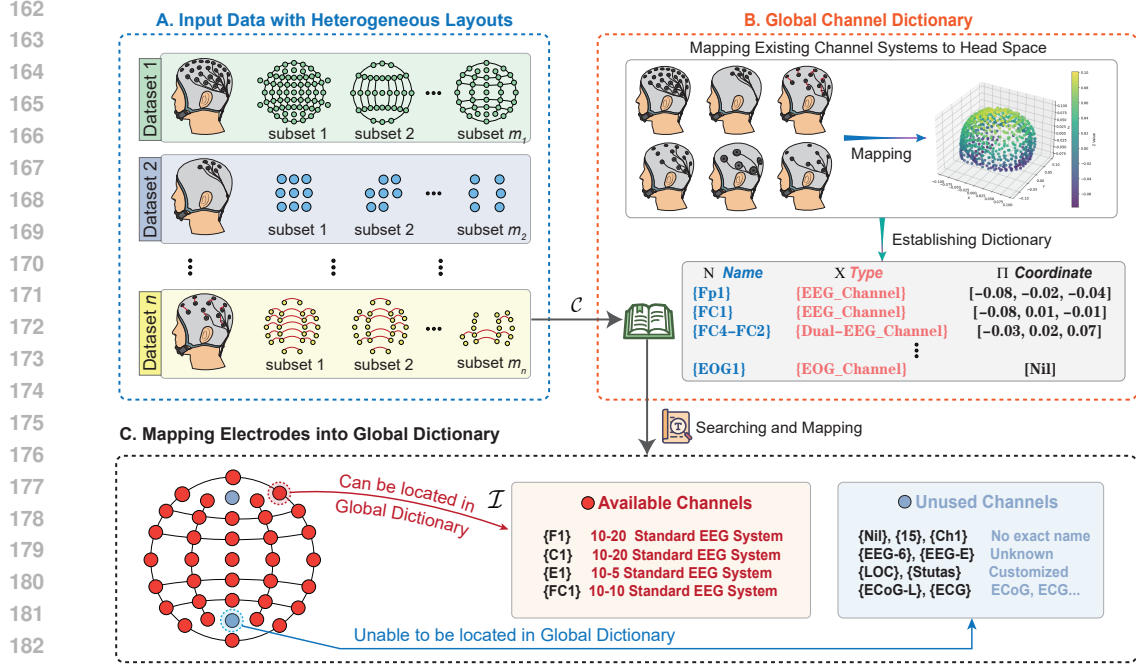 162
163
164
165
166
167
168
169
170
171
172
173
174
175
176
177
178
179
180
181
182
A. Input Data with Heterogeneous Layouts
Dataset 1
subset 1 subset 2 subset m1
Dataset 2
subset 1 subset 2 subset m2
Dataset n
subset 1 subset 2 subset mn
C
B. Global Channel Dictionary
Mapping Existing Channel Systems to Head Space
Mapping
Establishing Dictionary
N Name X Type Π Coordinate
{Fp1} {EEG_Channel} [-0.08, -0.02, -0.04]
{FC1} {EEG_Channel} [-0.08, 0.01, -0.01]
{FC4-FC2} {Dual-EEG_Channel} [-0.03, 0.02, 0.07]
{EOG1} {EOG_Channel} [Nil]
Searching and Mapping
C. Mapping Electrodes into Global Dictionary
Can be located in
Global Dictionary
I
Available Channels
{F1} 10-20 Standard EEG System
{C1} 10-20 Standard EEG System
{E1} 10-5 Standard EEG System
{FC1} 10-10 Standard EEG System
Unused Channels
{Nil}, {15}, {Ch1} No exact name
{EEG-6}, {EEG-E} Unknown
{LOC}, {Stutas} Customized
{ECoG-L}, {ECG} ECoG, ECG...
Unable to be located in Global Dictionary